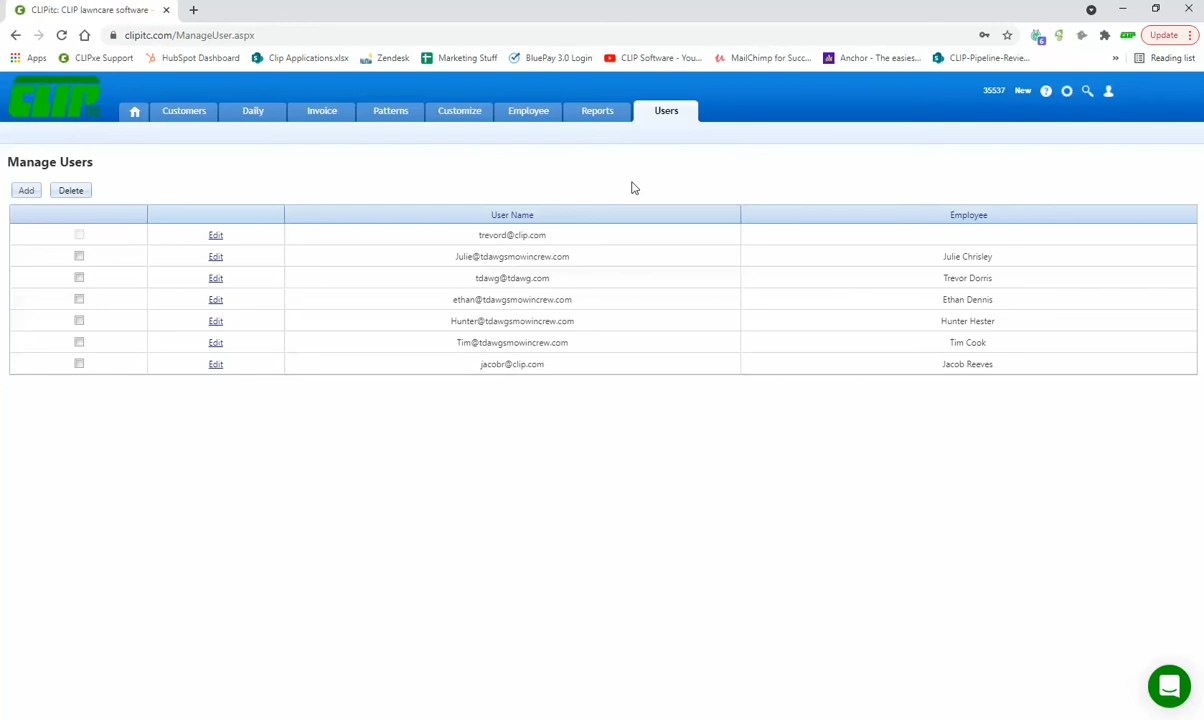 CLIPitc: CLIP lawncare software
clipitc.com/ManageUser.aspx
Update
Apps CLIPxe Support HubSpot Dashboard Clip Applications.xlsx Zendesk Marketing Stuff BluePay 3.0 Login CLIP Software - You... MailChimp for Succ... Anchor - The easies... CLIP-Pipeline-Revie... » Reading list
CLIP
35537 New
Customers Daily Invoice Patterns Customize Employee Reports Users
Manage Users
Add Delete
User Name Employee
Edit trevord@clip.com
Edit Julie@tdawgsmowincrew.com Julie Chrisley
Edit tdawg@tdawg.com Trevor Dorris
Edit ethan@tdawgsmowincrew.com Ethan Dennis
Edit Hunter@tdawgsmowincrew.com Hunter Hester
Edit Tim@tdawgsmowincrew.com Tim Cook
Edit jacobr@clip.com Jacob Reeves